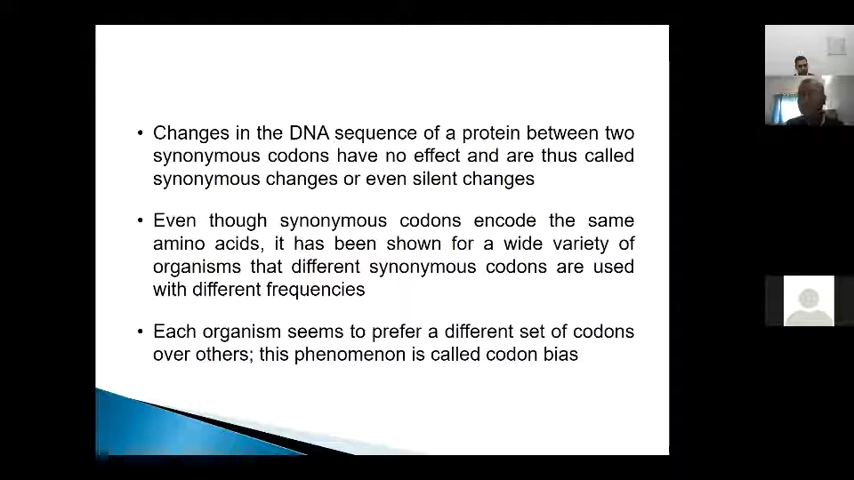 • Changes in the DNA sequence of a protein between two
synonymous codons have no effect and are thus called
synonymous changes or even silent changes
• Even though synonymous codons encode the same
amino acids, it has been shown for a wide variety of
organisms that different synonymous codons are used
with different frequencies
• Each organism seems to prefer a different set of codons
over others; this phenomenon is called codon bias